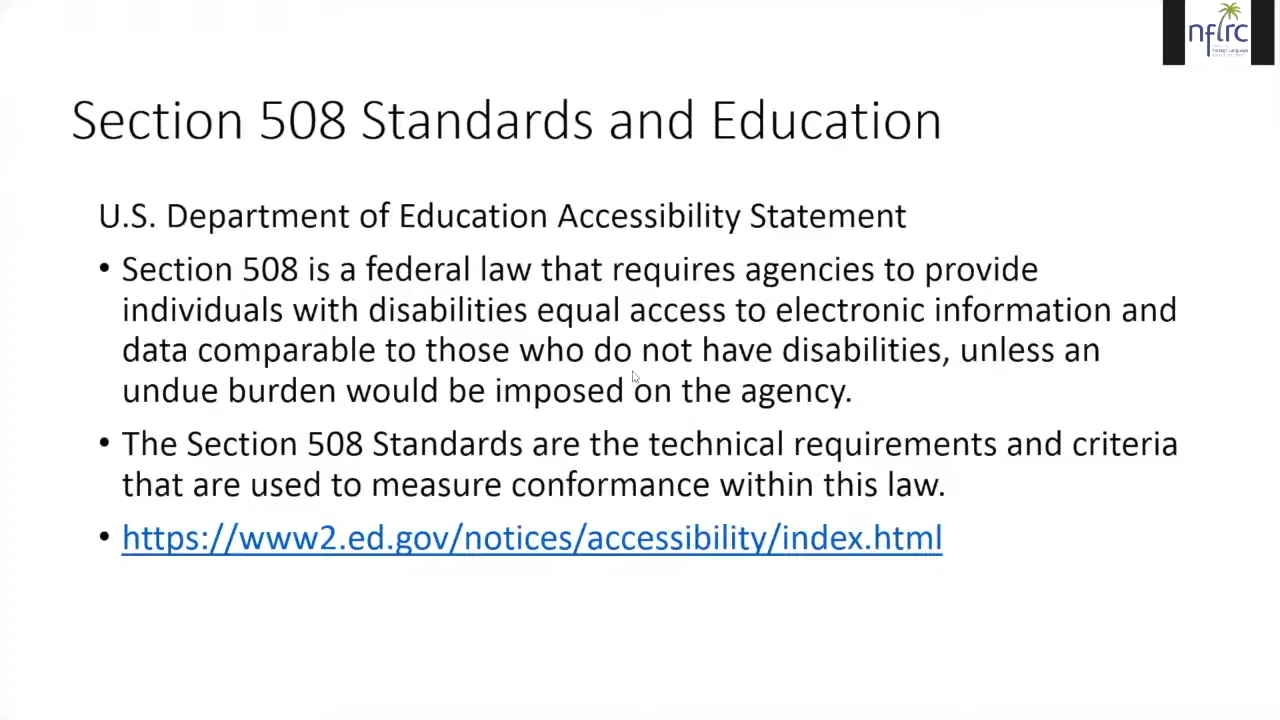 nflrc
Foreign Language
Section 508 Standards and Education
U.S. Department of Education Accessibility Statement
• Section 508 is a federal law that requires agencies to provide
individuals with disabilities equal access to electronic information and
data comparable to those who do not have disabilities, unless an
undue burden would be imposed on the agency.
• The Section 508 Standards are the technical requirements and criteria
that are used to measure conformance within this law.
• https://www2.ed.gov/notices/accessibility/index.html